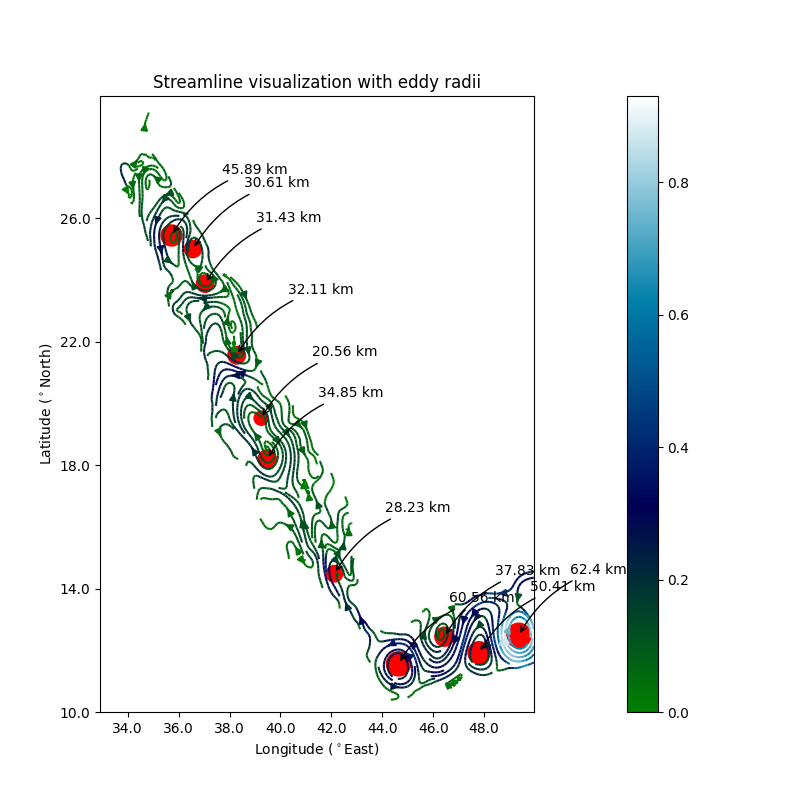 Streamline visualization with eddy radii
45.89 km
30.61 km
31.43 km
32.11 km
20.56 km
34.85 km
28.23 km
37.83 km
62.4 km
50.41 km
60.56 km
26.0
22.0
18.0
14.0
10.0
34.0 36.0 38.0 40.0 42.0 44.0 46.0 48.0
Longitude (°East)
Latitude (°North)
0.8
0.6
0.4
0.2
0.0